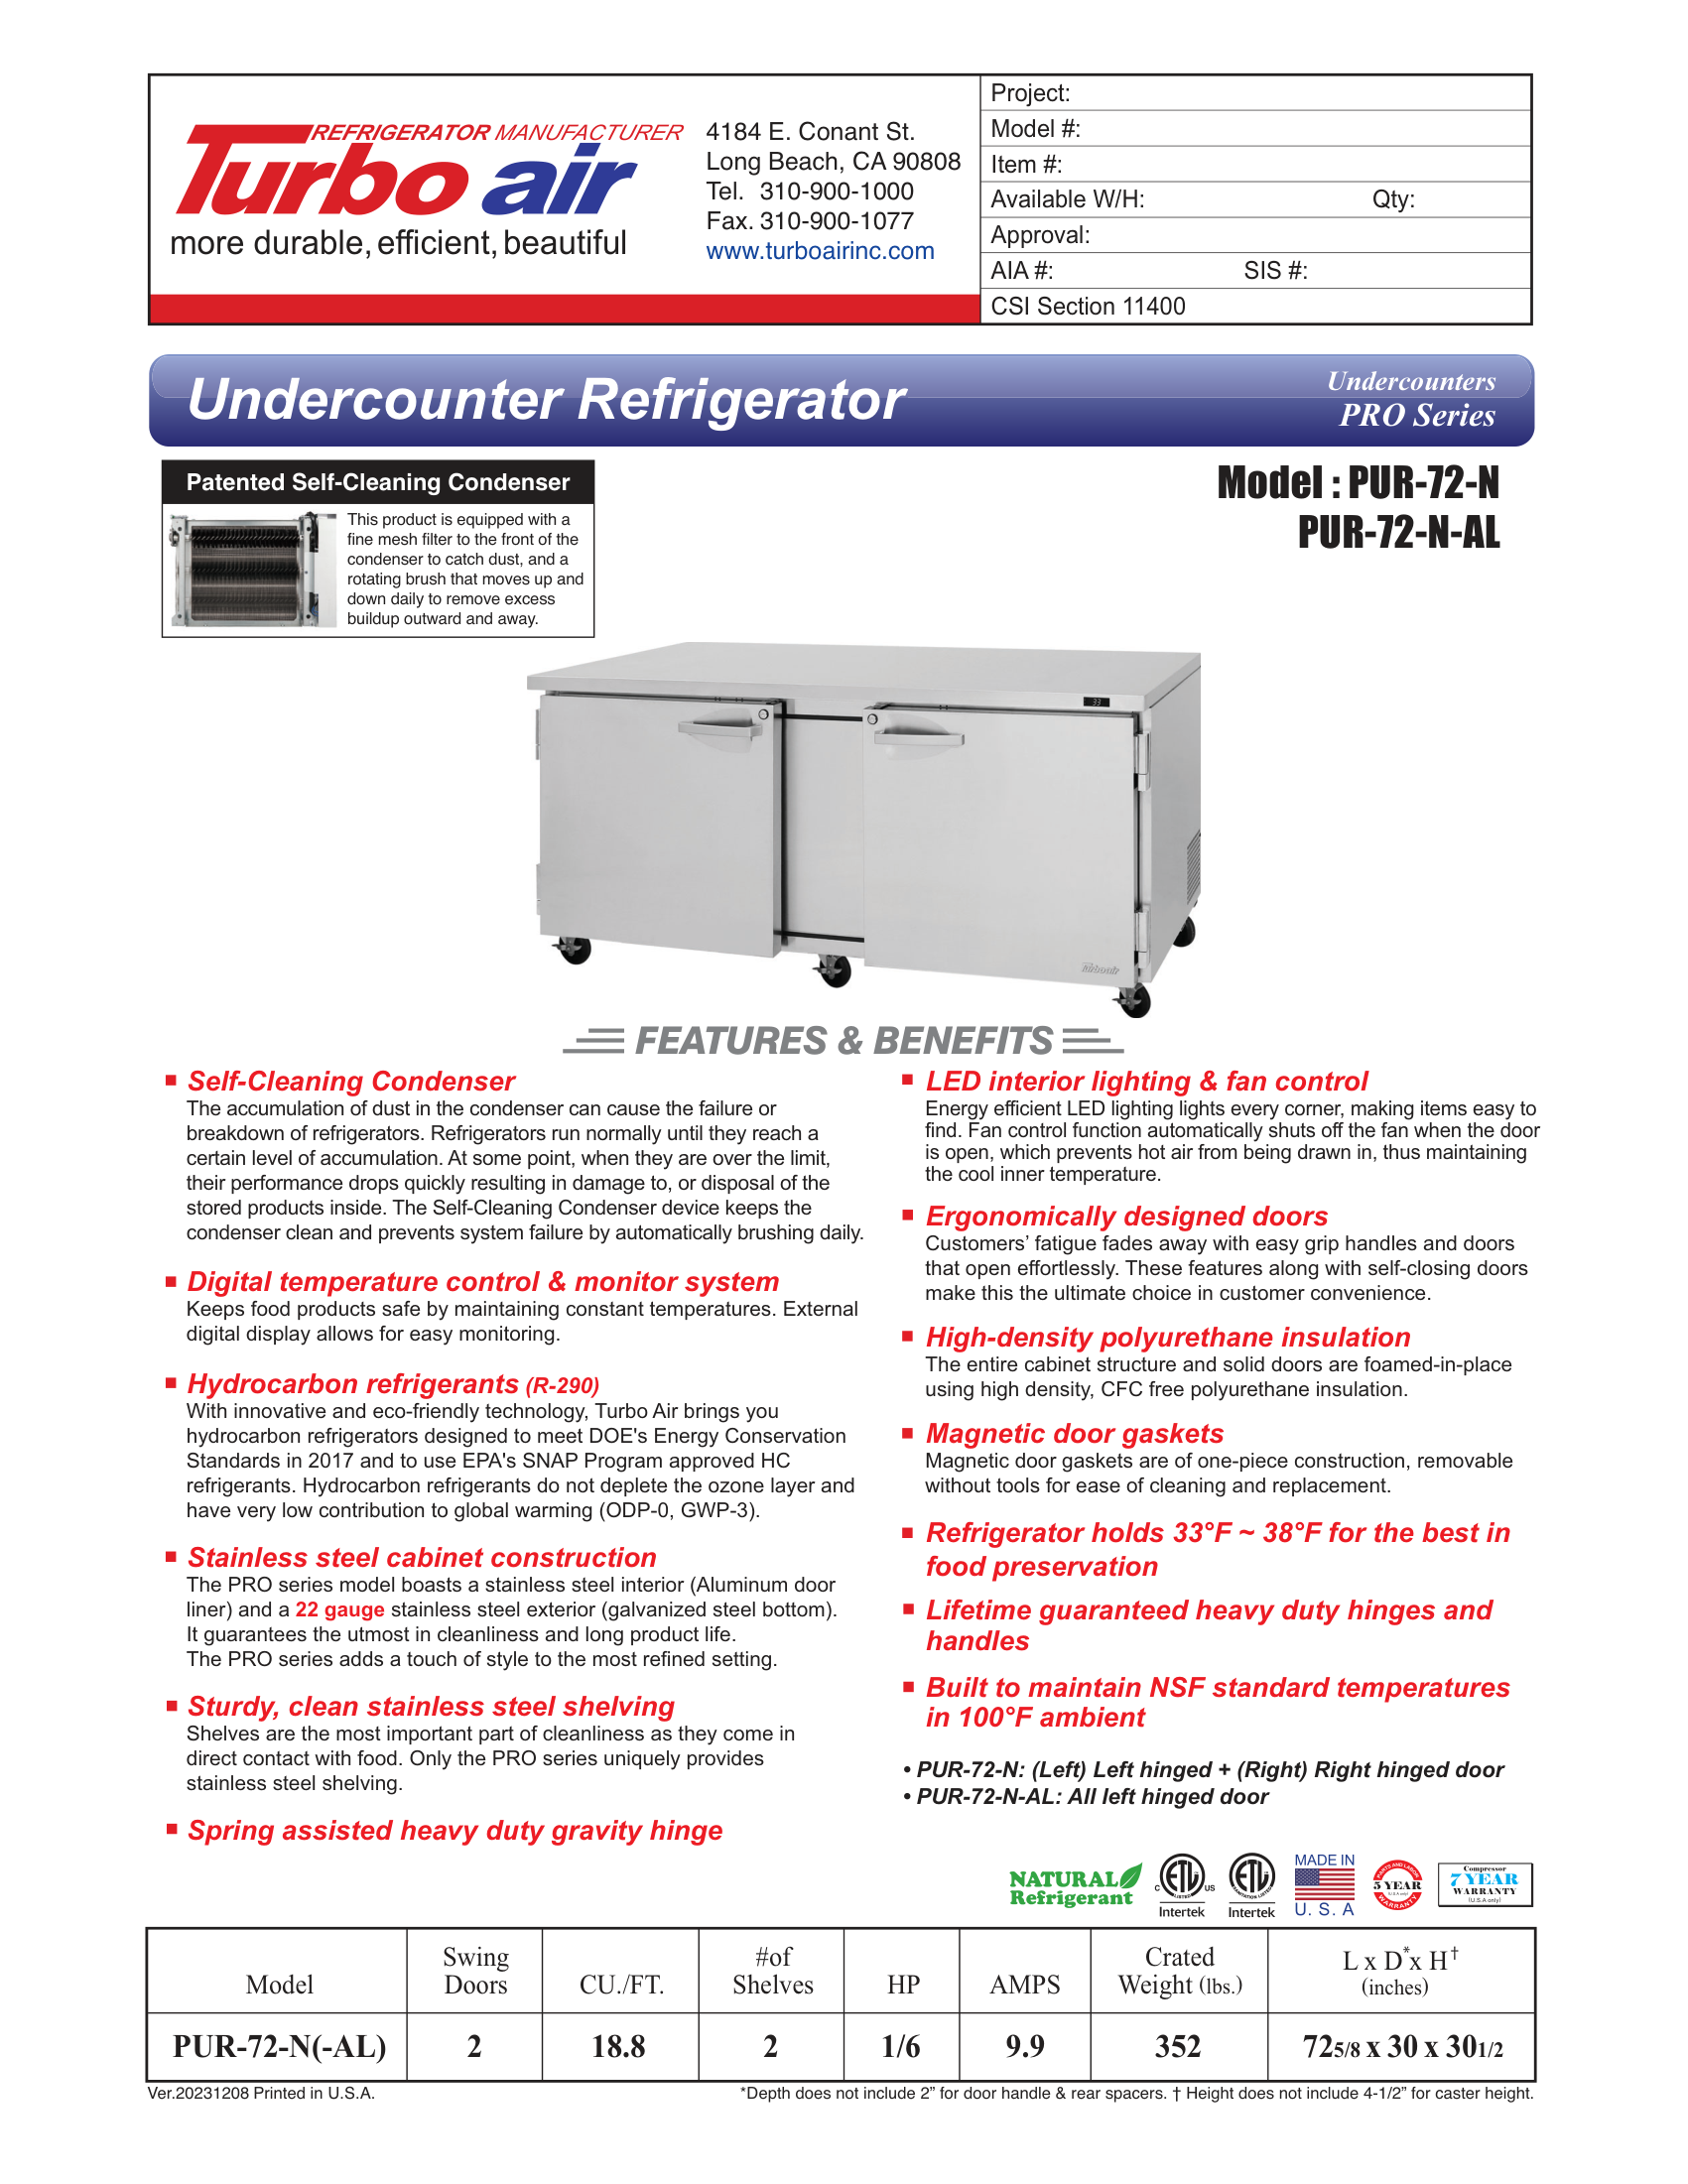 REFRIGERATOR MANUFACTURER
Turbo air
more durable, efficient, beautiful
4184 E. Conant St.
Long Beach, CA 90808
Tel. 310-900-1000
Fax. 310-900-1077
www.turboairinc.com
Project:
Model #:
Item #:
Available W/H: Qty:
Approval:
AIA #: SIS #:
CSI Section 11400
Undercounter Refrigerator
Undercounters
PRO Series
Patented Self-Cleaning Condenser
This product is equipped with a
fine mesh filter to the front of the
condenser to catch dust, and a
rotating brush that moves up and
down daily to remove excess
buildup outward and away.
Model : PUR-72-N
PUR-72-N-AL
33
Turboair
FEATURES & BENEFITS
■ Self-Cleaning Condenser
The accumulation of dust in the condenser can cause the failure or
breakdown of refrigerators. Refrigerators run normally until they reach a
certain level of accumulation. At some point, when they are over the limit,
their performance drops quickly resulting in damage to, or disposal of the
stored products inside. The Self-Cleaning Condenser device keeps the
condenser clean and prevents system failure by automatically brushing daily.
■ Digital temperature control & monitor system
Keeps food products safe by maintaining constant temperatures. External
digital display allows for easy monitoring.
■ Hydrocarbon refrigerants (R-290)
With innovative and eco-friendly technology, Turbo Air brings you
hydrocarbon refrigerators designed to meet DOE's Energy Conservation
Standards in 2017 and to use EPA's SNAP Program approved HC
refrigerants. Hydrocarbon refrigerants do not deplete the ozone layer and
have very low contribution to global warming (ODP-0, GWP-3).
■ Stainless steel cabinet construction
The PRO series model boasts a stainless steel interior (Aluminum door
liner) and a 22 gauge stainless steel exterior (galvanized steel bottom).
It guarantees the utmost in cleanliness and long product life.
The PRO series adds a touch of style to the most refined setting.
■ Sturdy, clean stainless steel shelving
Shelves are the most important part of cleanliness as they come in
direct contact with food. Only the PRO series uniquely provides
stainless steel shelving.
■ Spring assisted heavy duty gravity hinge
■ LED interior lighting & fan control
Energy efficient LED lighting lights every corner, making items easy to
find. Fan control function automatically shuts off the fan when the door
is open, which prevents hot air from being drawn in, thus maintaining
the cool inner temperature.
■ Ergonomically designed doors
Customers' fatigue fades away with easy grip handles and doors
that open effortlessly. These features along with self-closing doors
make this the ultimate choice in customer convenience.
■ High-density polyurethane insulation
The entire cabinet structure and solid doors are foamed-in-place
using high density, CFC free polyurethane insulation.
■ Magnetic door gaskets
Magnetic door gaskets are of one-piece construction, removable
without tools for ease of cleaning and replacement.
■ Refrigerator holds 33°F ~ 38°F for the best in
food preservation
■ Lifetime guaranteed heavy duty hinges and
handles
■ Built to maintain NSF standard temperatures
in 100°F ambient
• PUR-72-N: (Left) Left hinged + (Right) Right hinged door
• PUR-72-N-AL: All left hinged door
NATURAL
Refrigerant
C ETL US
LISTED
Intertek
ETL
SANITATION LISTED
Intertek
MADE IN
U. S. A
PARTS AND LABOR
5 YEAR
(U.S.A only)
WARRANTY
Compressor
7 YEAR
WARRANTY
(U.S.A only)
Model Swing Doors CU./FT. #of Shelves HP AMPS Crated Weight (lbs.) L x D* x H† (inches)
PUR-72-N(-AL) 2 18.8 2 1/6 9.9 352 725/8 x 30 x 301/2
Ver.20231208 Printed in U.S.A.
*Depth does not include 2” for door handle & rear spacers. † Height does not include 4-1/2” for caster height.